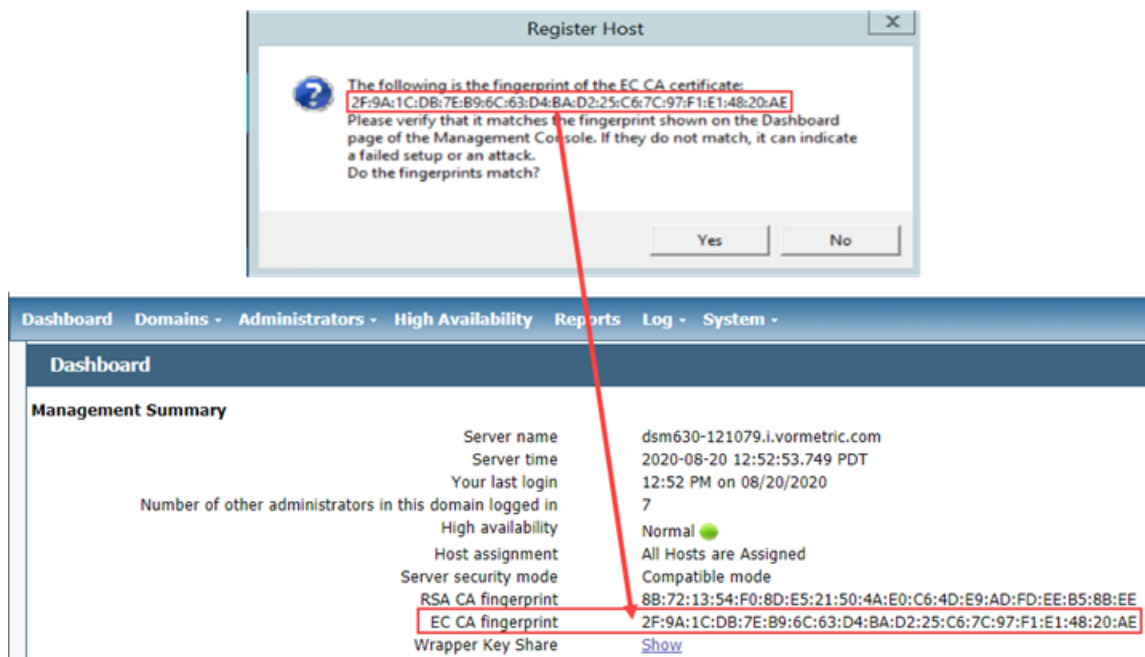 Register Host
X
The following is the fingerprint of the EC CA certificate:
2F:9A:1C:DB:7E:B9:6C:63:D4:BA:D2:25:C6:7C:97:F1:E1:48:20:AE
Please verify that it matches the fingerprint shown on the Dashboard
page of the Management Console. If they do not match, it can indicate
a failed setup or an attack.
Do the fingerprints match?
Yes No
Dashboard Domains Administrators High Availability Reports Log System
Dashboard
Management Summary
Server name dsm630-121079.i.vormetric.com
Server time 2020-08-20 12:52:53.749 PDT
Your last login 12:52 PM on 08/20/2020
Number of other administrators in this domain logged in 7
High availability Normal
Host assignment All Hosts are Assigned
Server security mode Compatible mode
RSA CA fingerprint 8B:72:13:54:F0:8D:E5:21:50:4A:E0:C6:4D:E9:AD:FD:EE:B5:8B:EE
EC CA fingerprint 2F:9A:1C:DB:7E:B9:6C:63:D4:BA:D2:25:C6:7C:97:F1:E1:48:20:AE
Wrapper Key Share Show